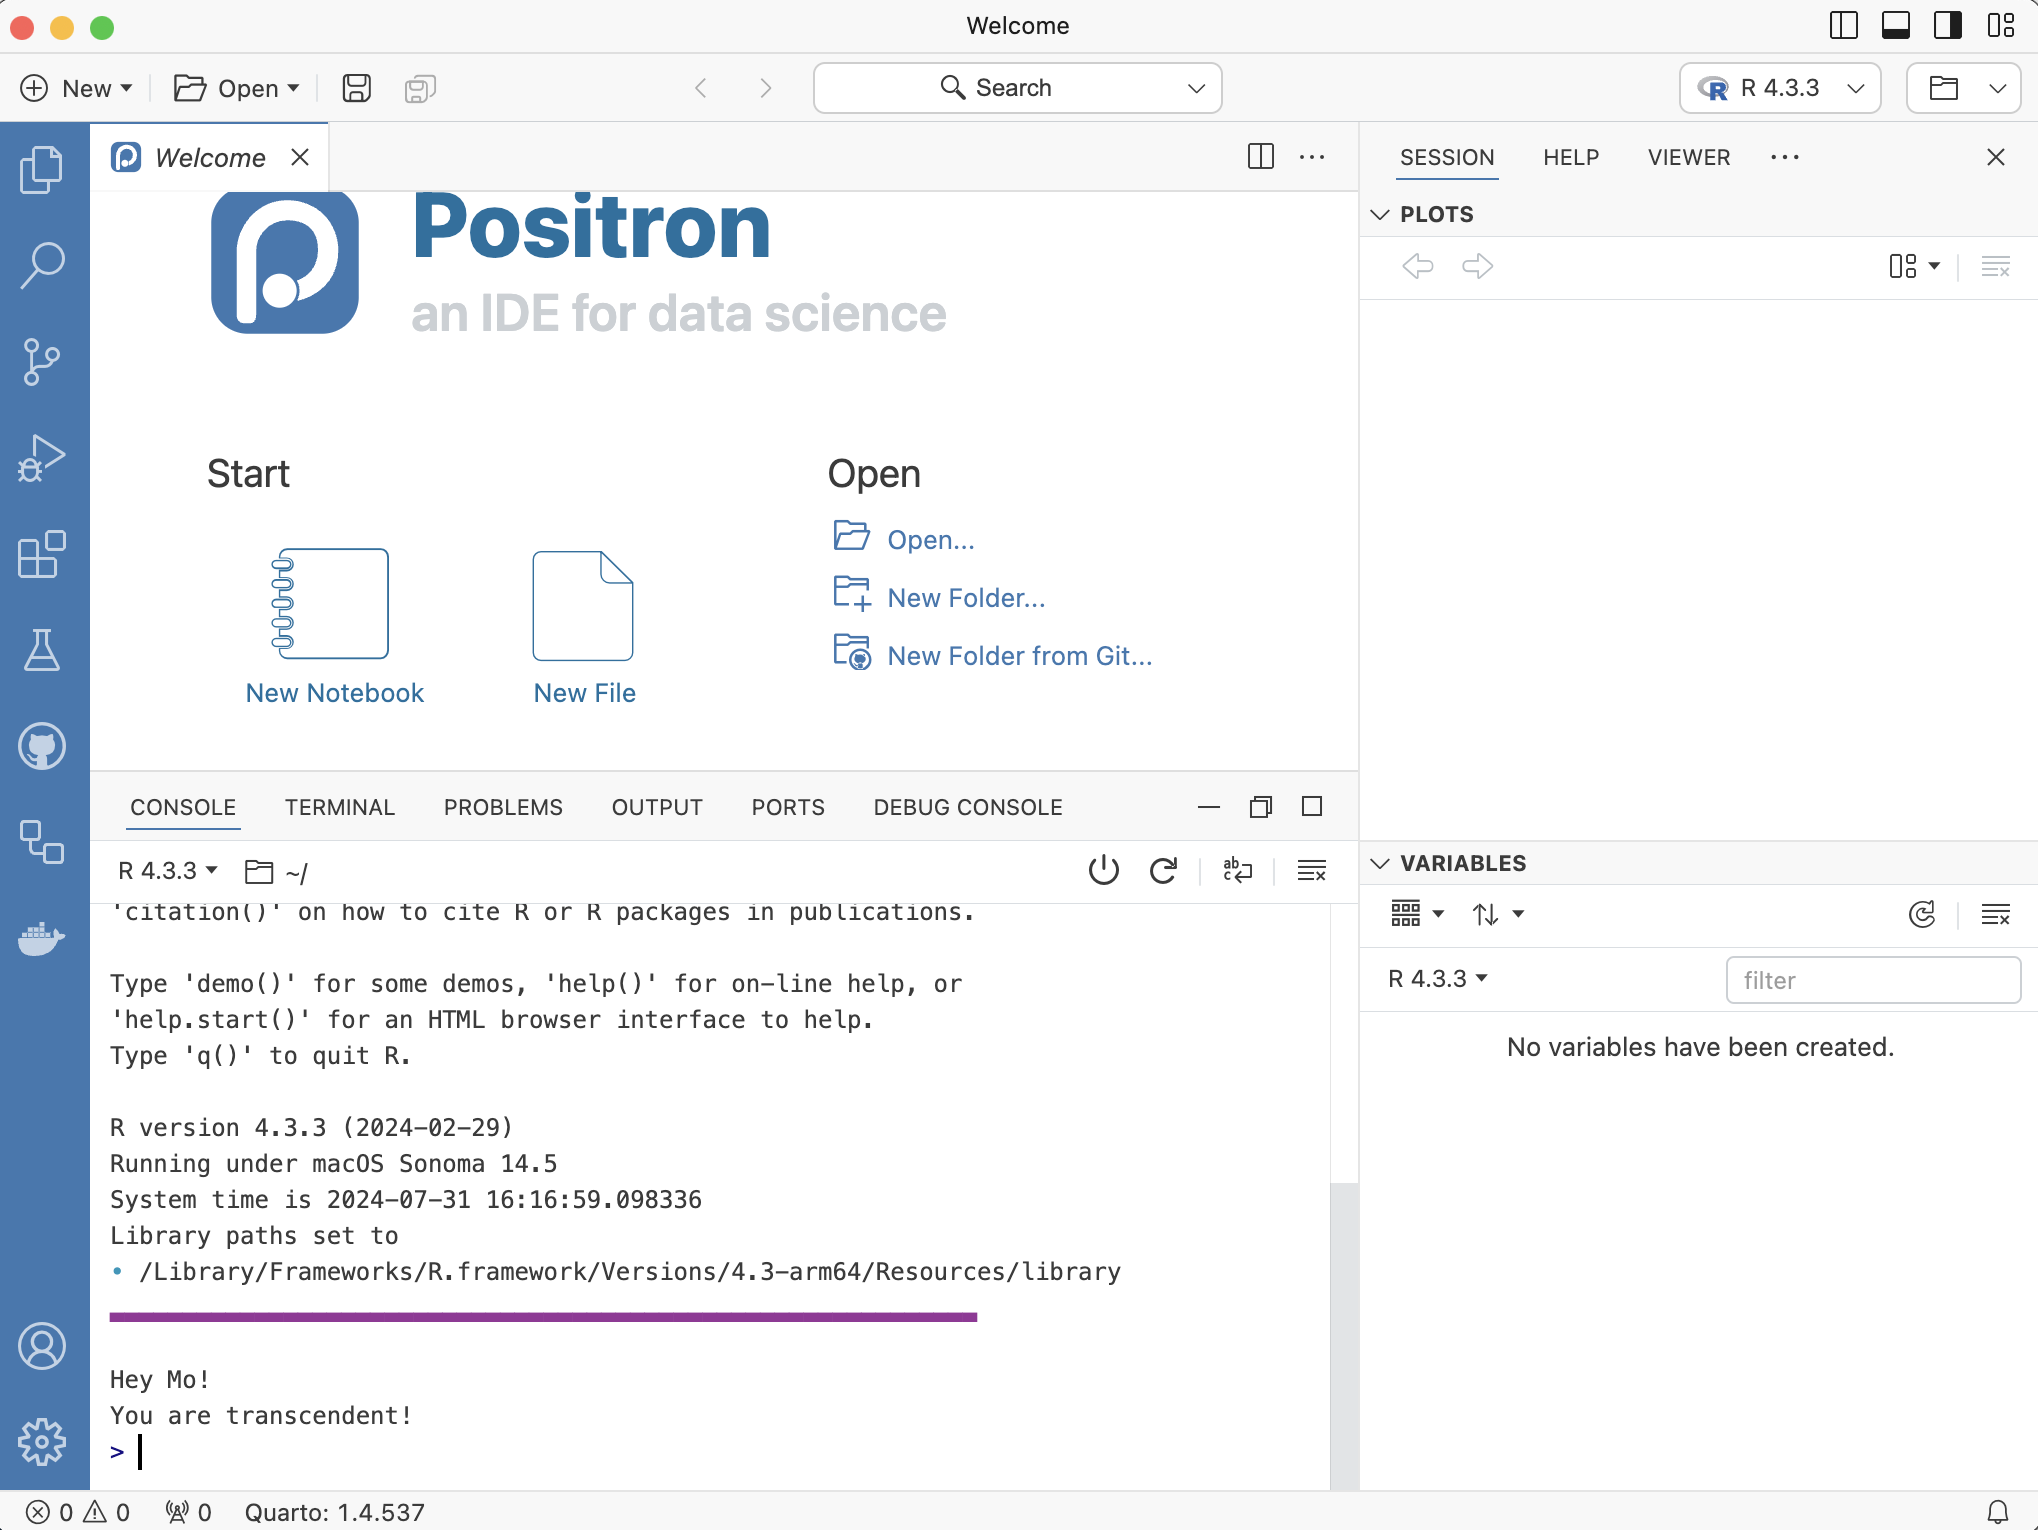 Welcome
New
Open
Search
R 4.3.3
Welcome
SESSION HELP VIEWER
PLOTS
Positron
an IDE for data science
Start
New Notebook
New File
Open
Open...
New Folder...
New Folder from Git...
CONSOLE TERMINAL PROBLEMS OUTPUT PORTS DEBUG CONSOLE
R 4.3.3 ~/
'citation()' on how to cite R or R packages in publications.
Type 'demo()' for some demos, 'help()' for on-line help, or
'help.start()' for an HTML browser interface to help.
Type 'q()' to quit R.
R version 4.3.3 (2024-02-29)
Running under macOS Sonoma 14.5
System time is 2024-07-31 16:16:59.098336
Library paths set to
• /Library/Frameworks/R.framework/Versions/4.3-arm64/Resources/library
Hey Mo!
You are transcendent!
>
VARIABLES
R 4.3.3
filter
No variables have been created.
0 0 0 Quarto: 1.4.537